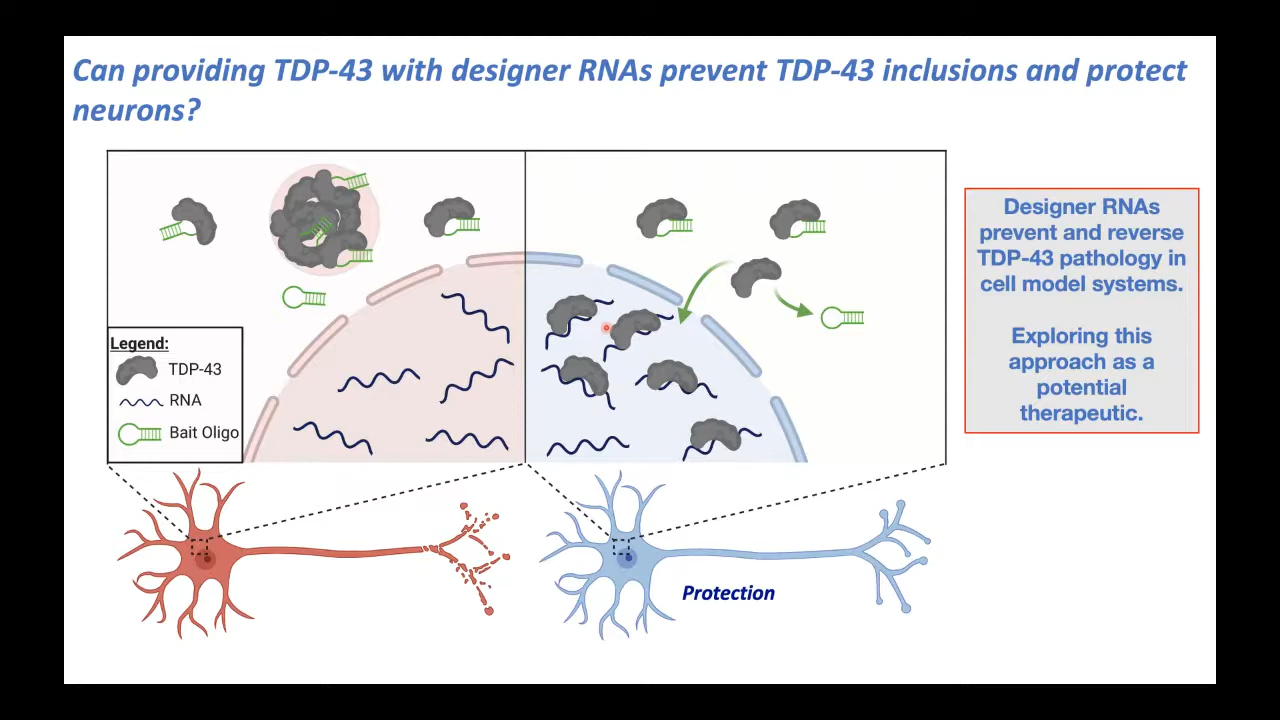 Can providing TDP-43 with designer RNAs prevent TDP-43 inclusions and protect
neurons?
Legend:
TDP-43
RNA
Bait Oligo
Designer RNAs
prevent and reverse
TDP-43 pathology in
cell model systems.
Exploring this
approach as a
potential
therapeutic.
Protection